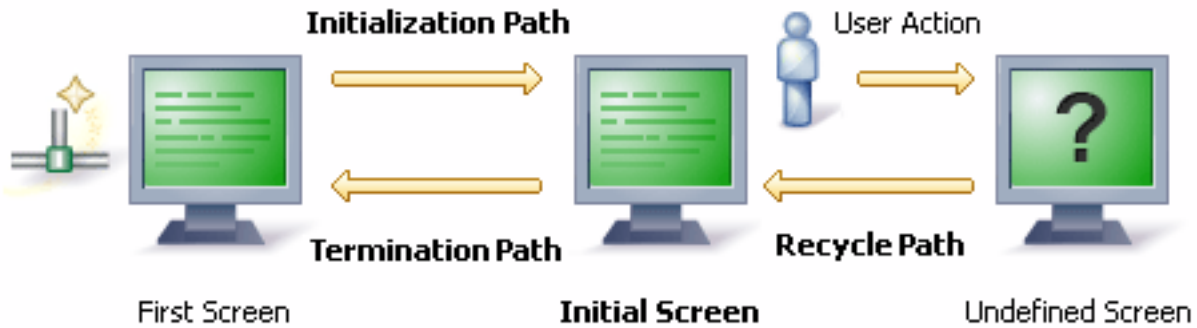 Initialization Path
User Action
?
Termination Path
Recycle Path
First Screen
Initial Screen
Undefined Screen